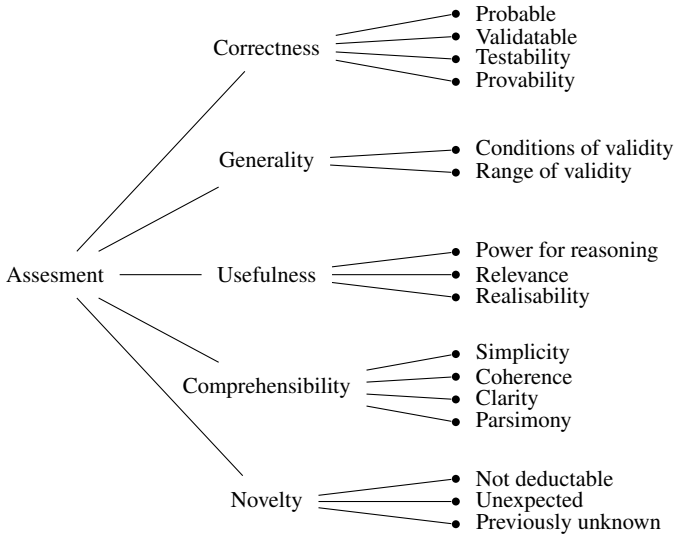 Assesment
Correctness
Probable
Validatable
Testability
Provability
Generality
Conditions of validity
Range of validity
Usefulness
Power for reasoning
Relevance
Realisability
Comprehensibility
Simplicity
Coherence
Clarity
Parsimony
Novelty
Not deductable
Unexpected
Previously unknown